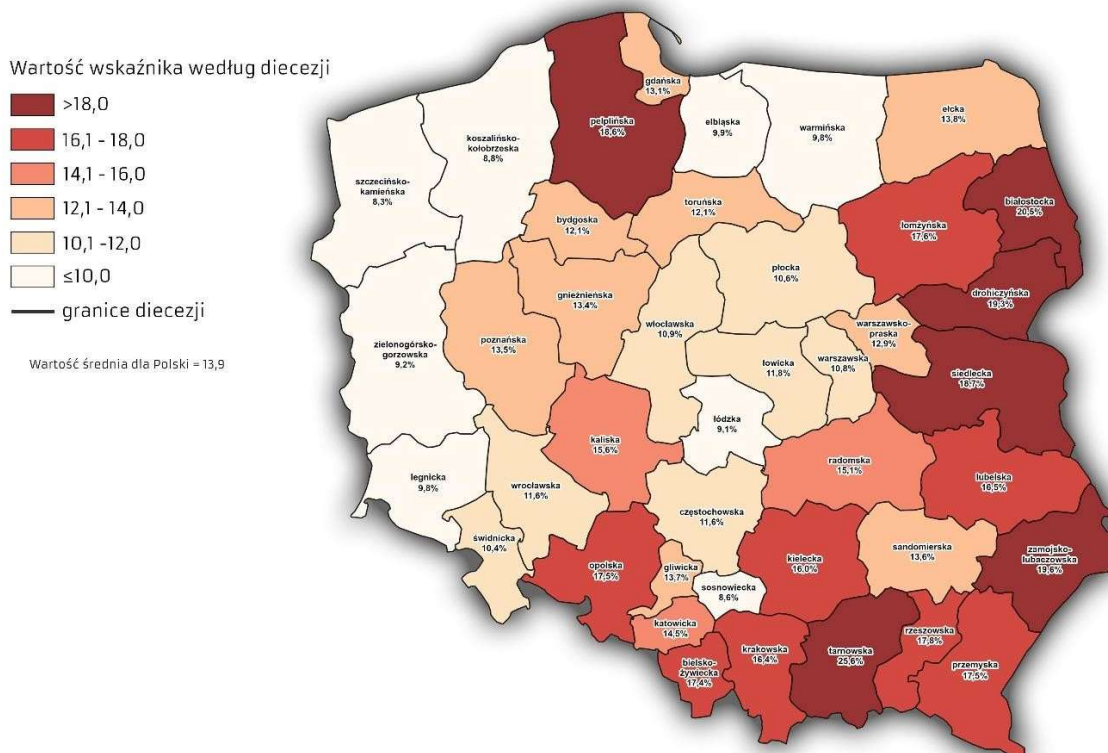 Wartość wskaźnika według diecezji
>18,0
16,1 - 18,0
14,1 - 16,0
12,1 - 14,0
10,1 -12,0
≤10,0
granice diecezji
Wartość średnia dla Polski = 13,9
gdańska
13,1%
pelplińska
18,6%
elbląska
9,9%
warmińska
9,8%
ełcka
13,8%
koszalińsko-
kołobrzeska
8,8%
szczecińsko-
kamieńska
8,3%
bydgoska
12,1%
toruńska
12,1%
łomżyńska
17,6%
białostocka
20,5%
płocka
10,6%
drohiczyńska
19,3%
gnieźnieńska
13,4%
włocławska
10,9%
warszawsko-
praska
12,9%
zielonogórsko-
gorzowska
9,2%
poznańska
13,5%
łowicka
11,8%
warszawska
10,8%
siedlecka
18,7%
łódzka
9,1%
kaliska
15,6%
radomska
15,1%
legnicka
9,8%
wrocławska
11,6%
lubelska
16,5%
częstochowska
11,6%
świdnicka
10,4%
sandomierska
13,6%
zamojsko-
lubaczowska
19,6%
opolska
17,5%
gliwicka
13,7%
kielecka
16,0%
sosnowiecka
8,6%
katowicka
14,5%
krakowska
16,4%
tarnowska
25,6%
rzeszowska
17,8%
bielsko-
żywiecka
17,4%
przemyska
17,5%